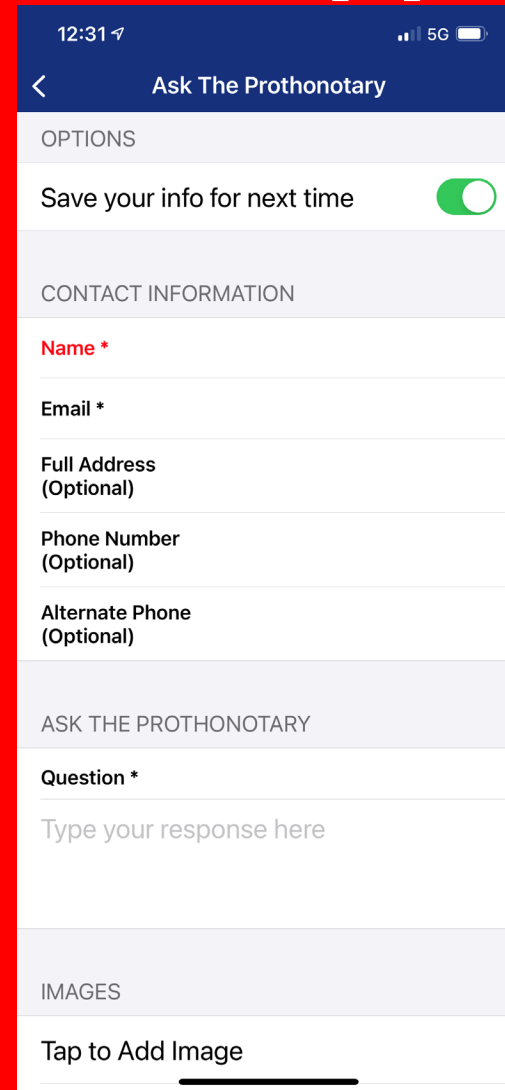 12:31
5G
Ask The Prothonotary
OPTIONS
Save your info for next time
CONTACT INFORMATION
Name *
Email *
Full Address
(Optional)
Phone Number
(Optional)
Alternate Phone
(Optional)
ASK THE PROTHONOTARY
Question *
Type your response here
IMAGES
Tap to Add Image